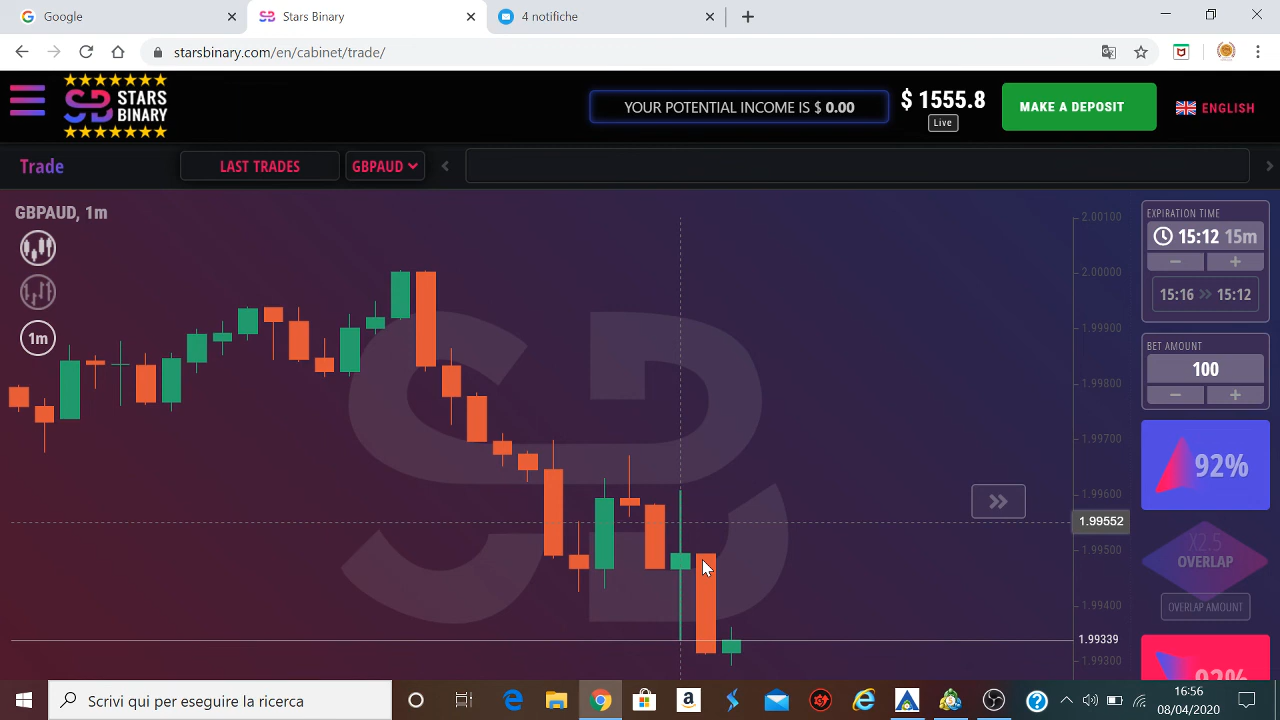 Google
Stars Binary
4 notifiche
starsbinary.com/en/cabinet/trade/
STARS BINARY
YOUR POTENTIAL INCOME IS $ 0.00
$ 1555.8
Live
MAKE A DEPOSIT
ENGLISH
Trade
LAST TRADES
GBPAUD
GBPAUD, 1m
1m
2.00100
2.00000
1.99900
1.99800
1.99700
1.99600
1.99552
1.99500
1.99400
1.99339
1.99300
EXPIRATION TIME
15:12 15m
15:16 >> 15:12
BET AMOUNT
100
92%
X2.5
OVERLAP
OVERLAP AMOUNT
92%
Scrivi qui per eseguire la ricerca
16:56
08/04/2020